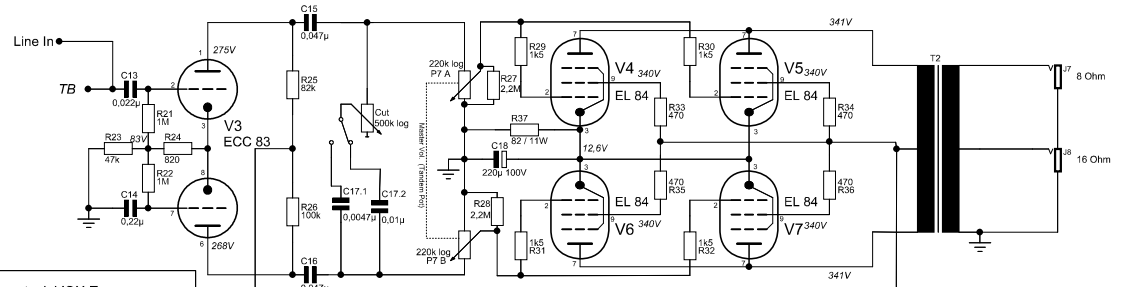 C15
0,047µ
341V
Line In
275V
1
R29
1k5
R30
1k5
7
7
T2
220k log
P7 A
V4
340V
V5
340V
J7
8 Ohm
C13
R25
82k
R27
2,2M
9
9
TB
0,022µ
2
2
2
EL 84
EL 84
R21
1M
V3
ECC 83
Cut
500k log
R33
470
R34
470
3
R37
82 / 11W
3
3
R23
47k
83V
R24
820
Master Vol. (Tandem Pot)
C18
220µ 100V
12,6V
J8
16 Ohm
R22
1M
8
3
3
C14
0,22µ
7
C17.1
0,0047µ
C17.2
0,01µ
470
R35
470
R36
R26
100k
R28
2,2M
2
EL 84
2
EL 84
9
9
V6
340V
V7
340V
6
268V
220k log
P7 B
1k5
R31
1k5
R32
C16
7
7
341V